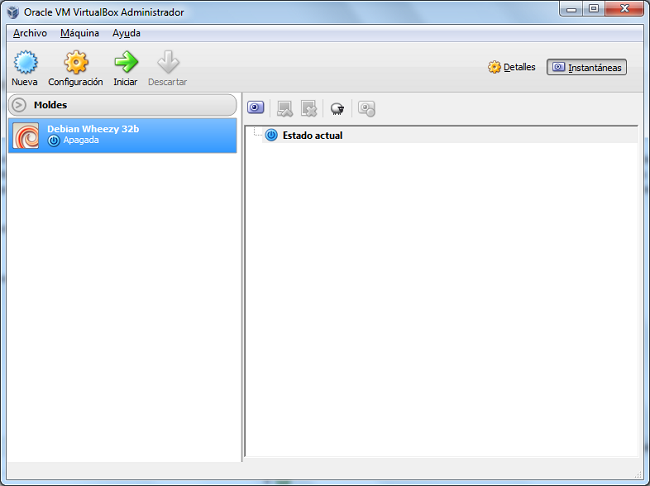 Oracle VM VirtualBox Administrador
Archivo Máquina Ayuda
Nueva Configuración Iniciar Descartar
Detalles Instantáneas
Moldes
Debian Wheezy 32b
Apagada
Estado actual